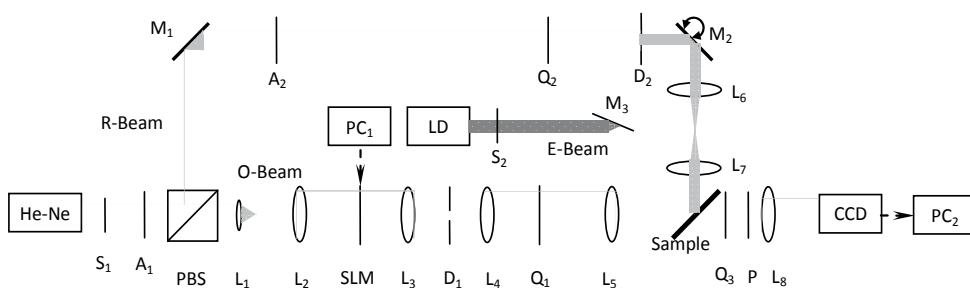 M1
A2
Q2
D2
M2
L6
R-Beam
PC1
LD
S2
E-Beam
M3
L7
O-Beam
He-Ne
S1
A1
PBS
L1
L2
SLM
L3
D1
L4
Q1
L5
Sample
Q3
P
L8
CCD
PC2